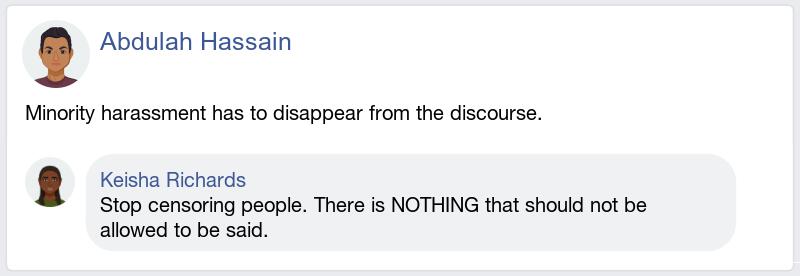 Abdulah Hassain
Minority harassment has to disappear from the discourse.
Keisha Richards
Stop censoring people. There is NOTHING that should not be
allowed to be said.